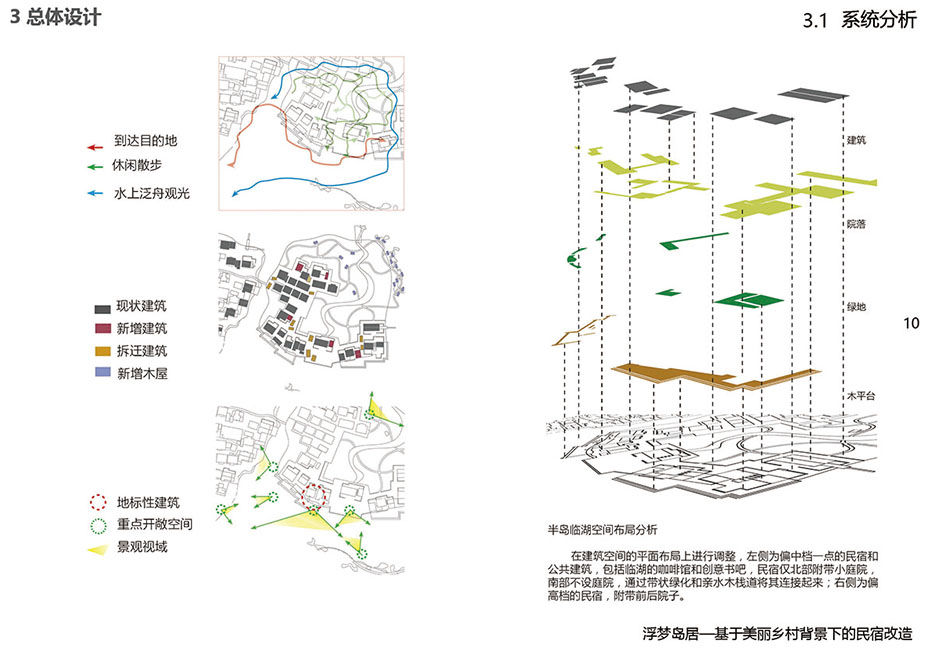 3 总体设计
3.1 系统分析
到达目的地
休闲散步
水上泛舟观光
现状建筑
新增建筑
拆迁建筑
新增木屋
地标性建筑
重点开敞空间
景观视域
建筑
院落
绿地
木平台
10
半岛临湖空间布局分析
在建筑空间的平面布局上进行调整，左侧为偏中档一点的民宿和
公共建筑，包括临湖的咖啡馆和创意书吧，民宿仅北部附带小庭院，
南部不设庭院，通过带状绿化和亲水木栈道将其连接起来；右侧为偏
高档的民宿，附带前后院子。
浮梦岛居—基于美丽乡村背景下的民宿改造